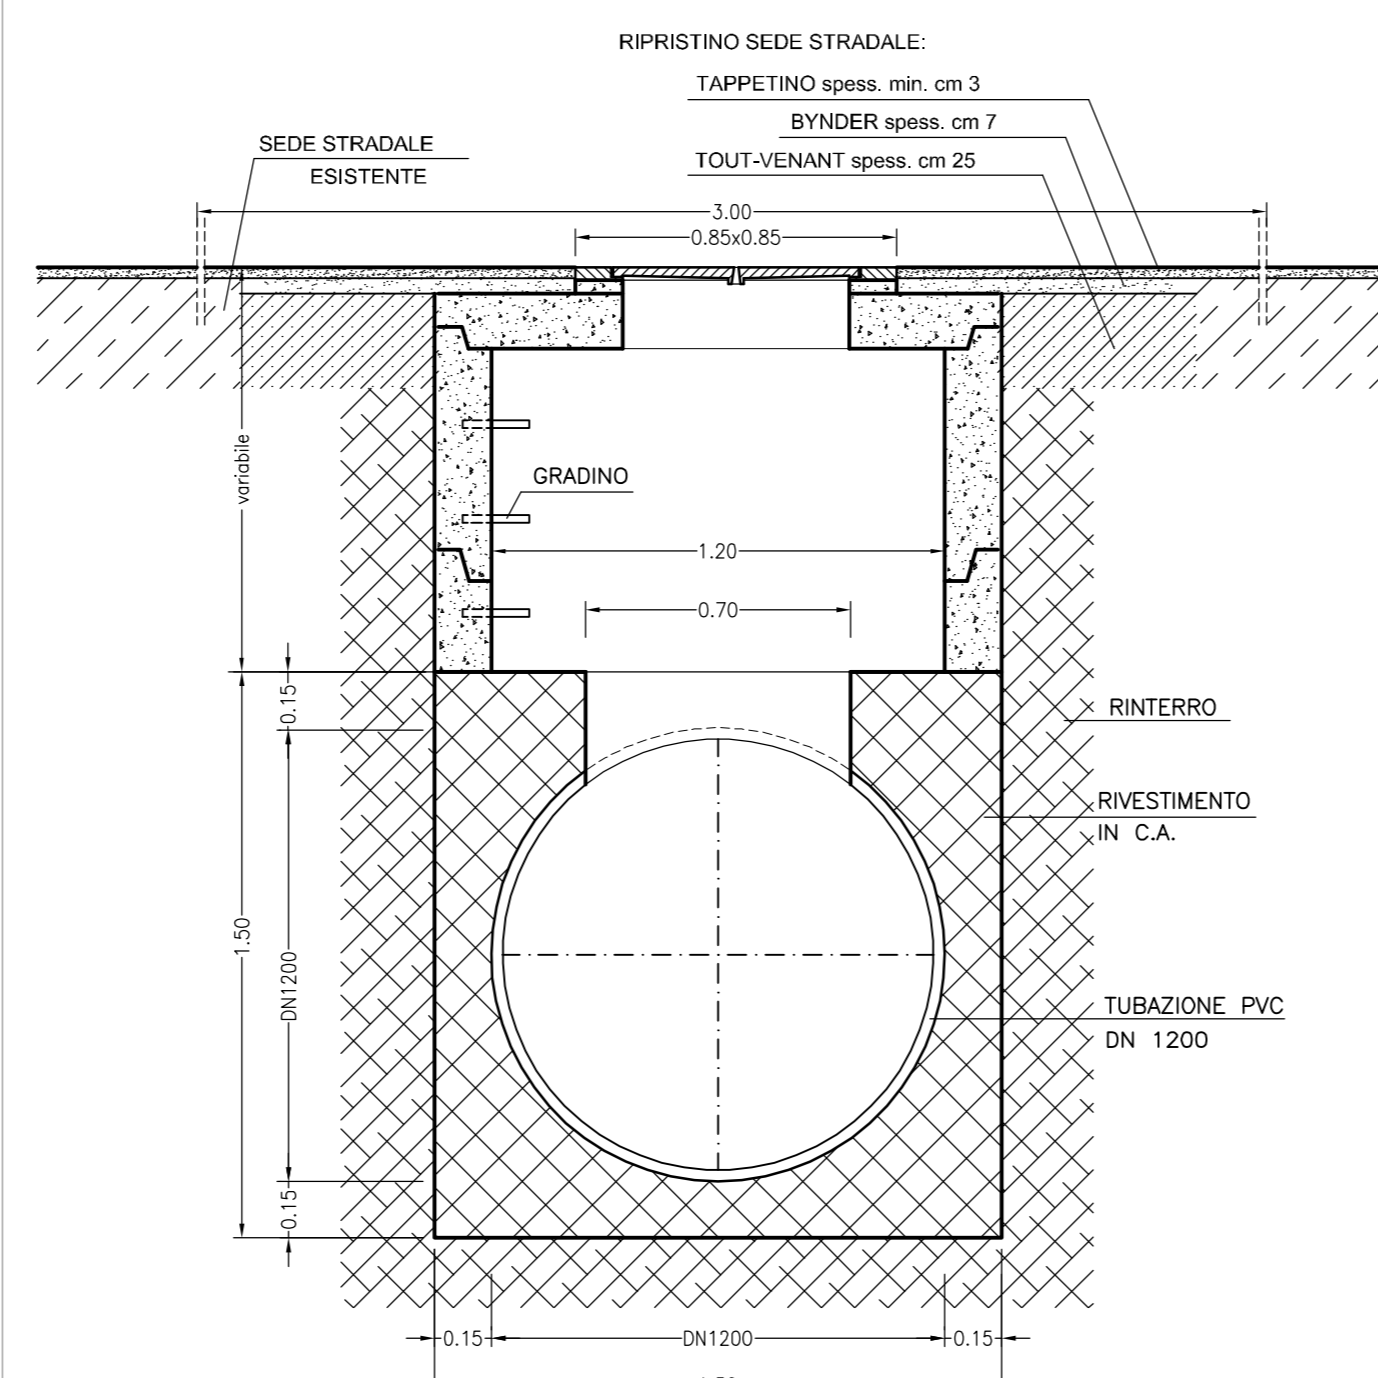 RIPRISTINO SEDE STRADALE:
TAPPETINO spess. min. cm 3
BYNDER spess. cm 7
TOUT-VENANT spess. cm 25
SEDE STRADALE
ESISTENTE
3.00
0.85x0.85
variabile
GRADINO
1.20
0.70
0.15
RINTERRO
RIVESTIMENTO
IN C.A.
1.50
DN1200
TUBAZIONE PVC
DN 1200
0.15
0.15
DN1200
0.15